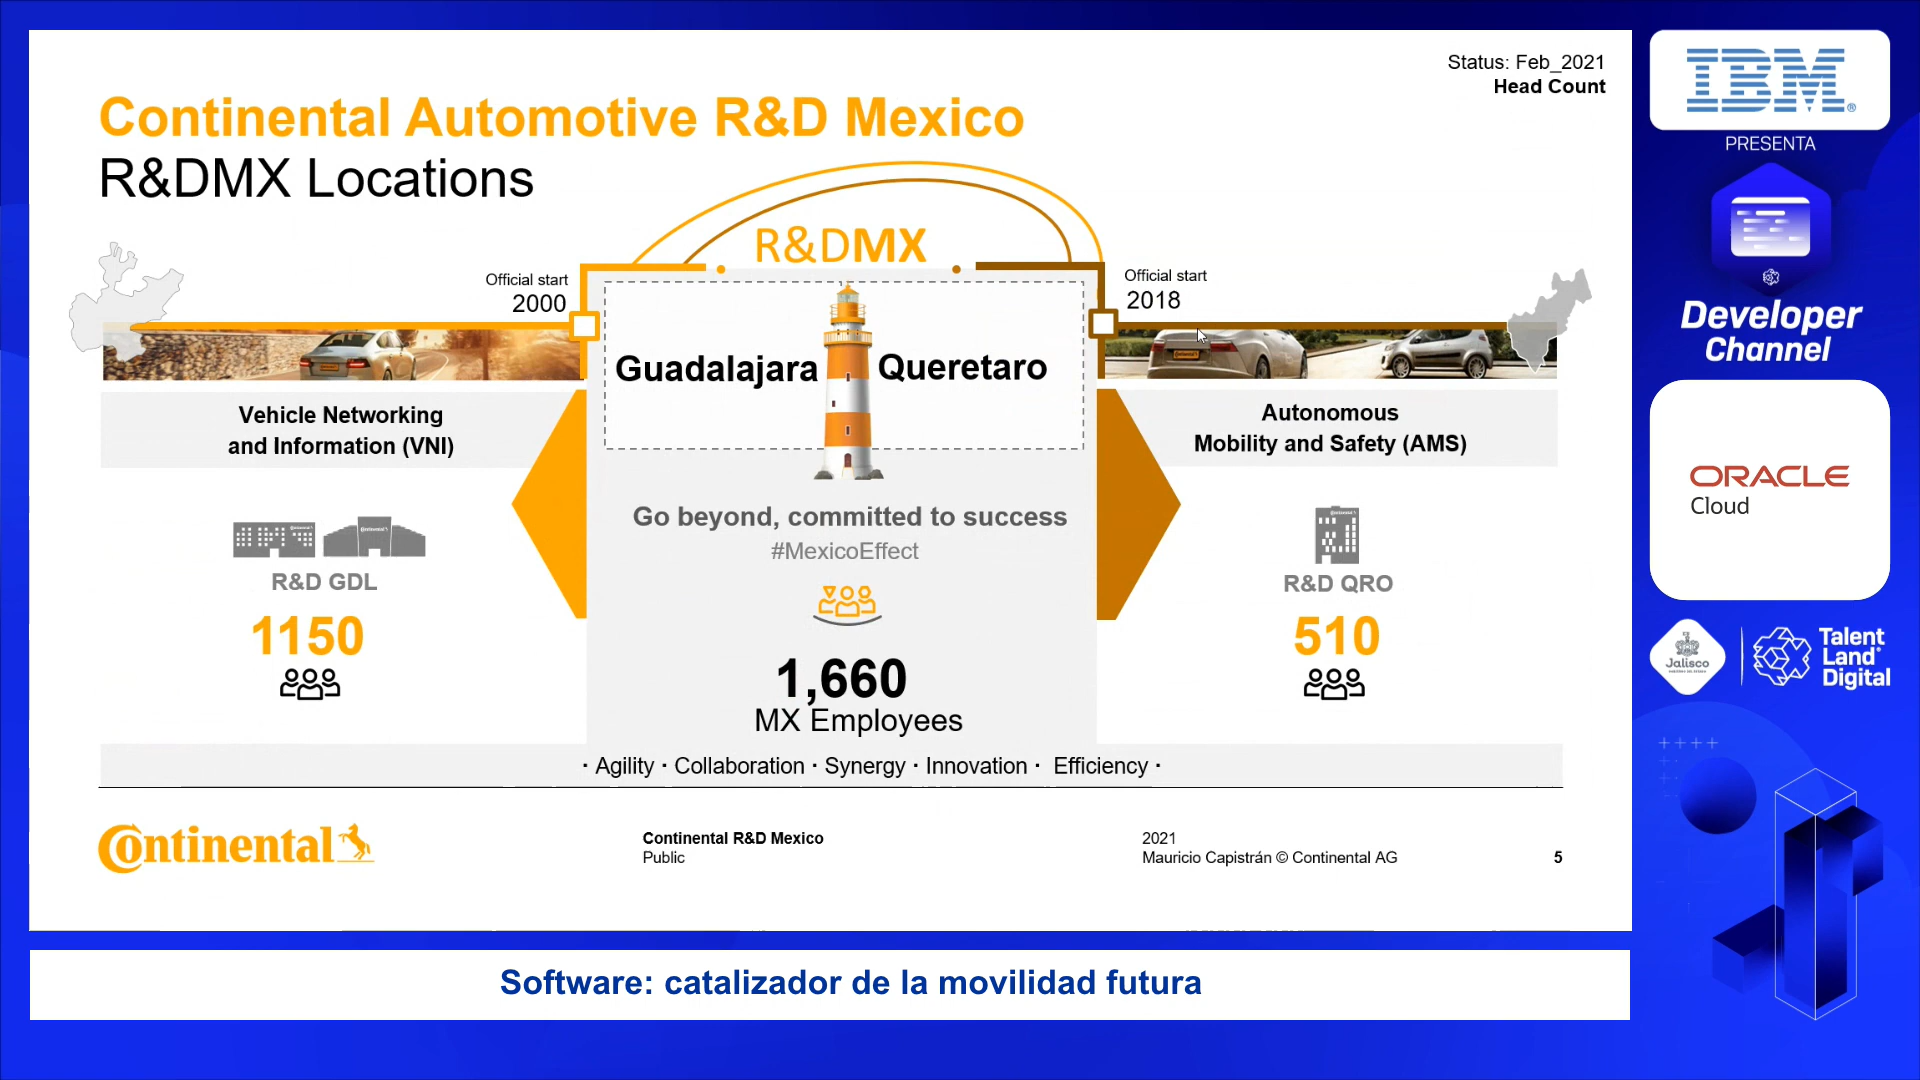 Status: Feb_2021
Head Count
Continental Automotive R&D Mexico
R&DMX Locations
R&DMX
Official start
2000
Official start
2018
Guadalajara
Queretaro
Vehicle Networking
and Information (VNI)
Autonomous
Mobility and Safety (AMS)
Go beyond, committed to success
#MexicoEffect
R&D GDL
1150
R&D QRO
510
1,660
MX Employees
· Agility · Collaboration · Synergy · Innovation · Efficiency ·
Continental
Continental R&D Mexico
Public
2021
Mauricio Capistrán © Continental AG
5
Software: catalizador de la movilidad futura
IBM®
PRESENTA
Developer
Channel
ORACLE
Cloud
Jalisco
Talent
Land®
Digital